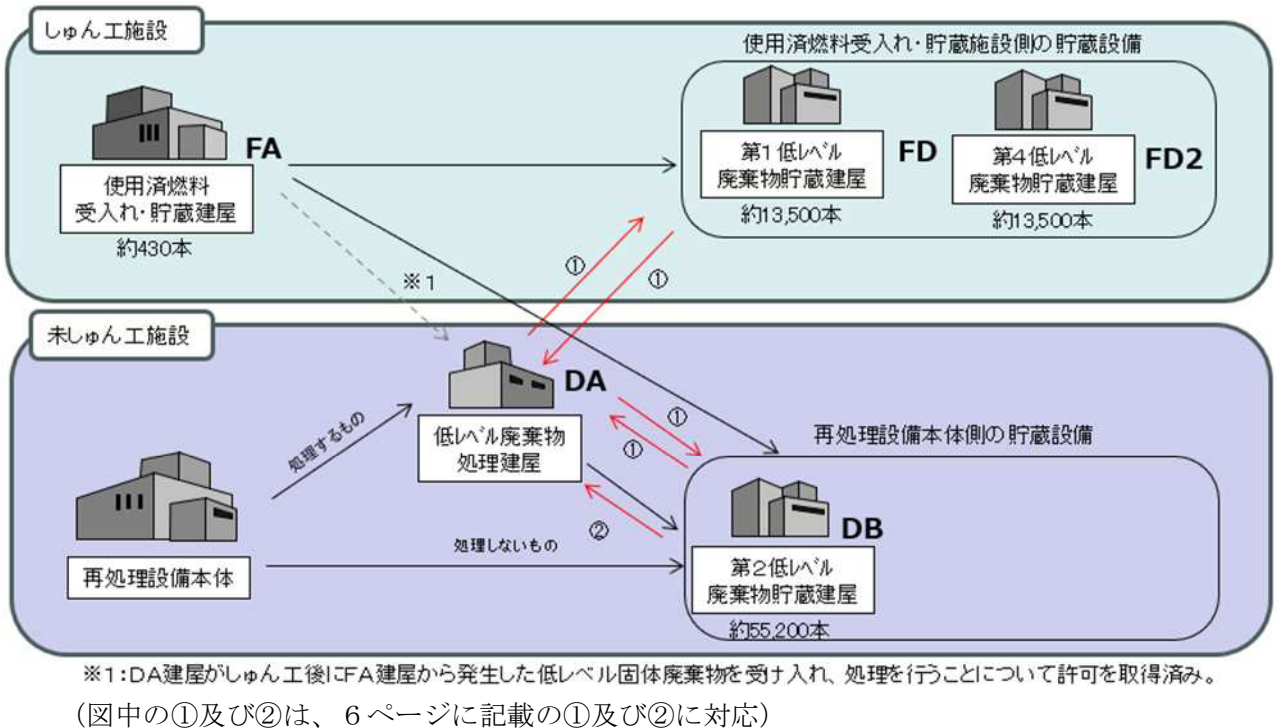 しゅん工施設
使用済燃料受入れ・貯蔵施設側の貯蔵設備
FA
使用済燃料
受入れ・貯蔵建屋
約430本
第1低レベル
廃棄物貯蔵建屋
約13,500本
FD
第4低レベル
廃棄物貯蔵建屋
約13,500本
FD2
※1
①
①
未しゅん工施設
DA
低レベル廃棄物
処理建屋
処理するもの
①
①
②
再処理設備本体側の貯蔵設備
再処理設備本体
処理しないもの
DB
第2低レベル
廃棄物貯蔵建屋
約55,200本
※1:DA建屋がしゅん工後にFA建屋から発生した低レベル固体廃棄物を受け入れ、処理を行うことについて許可を取得済み。
(図中の①及び②は、6ページに記載の①及び②に対応)